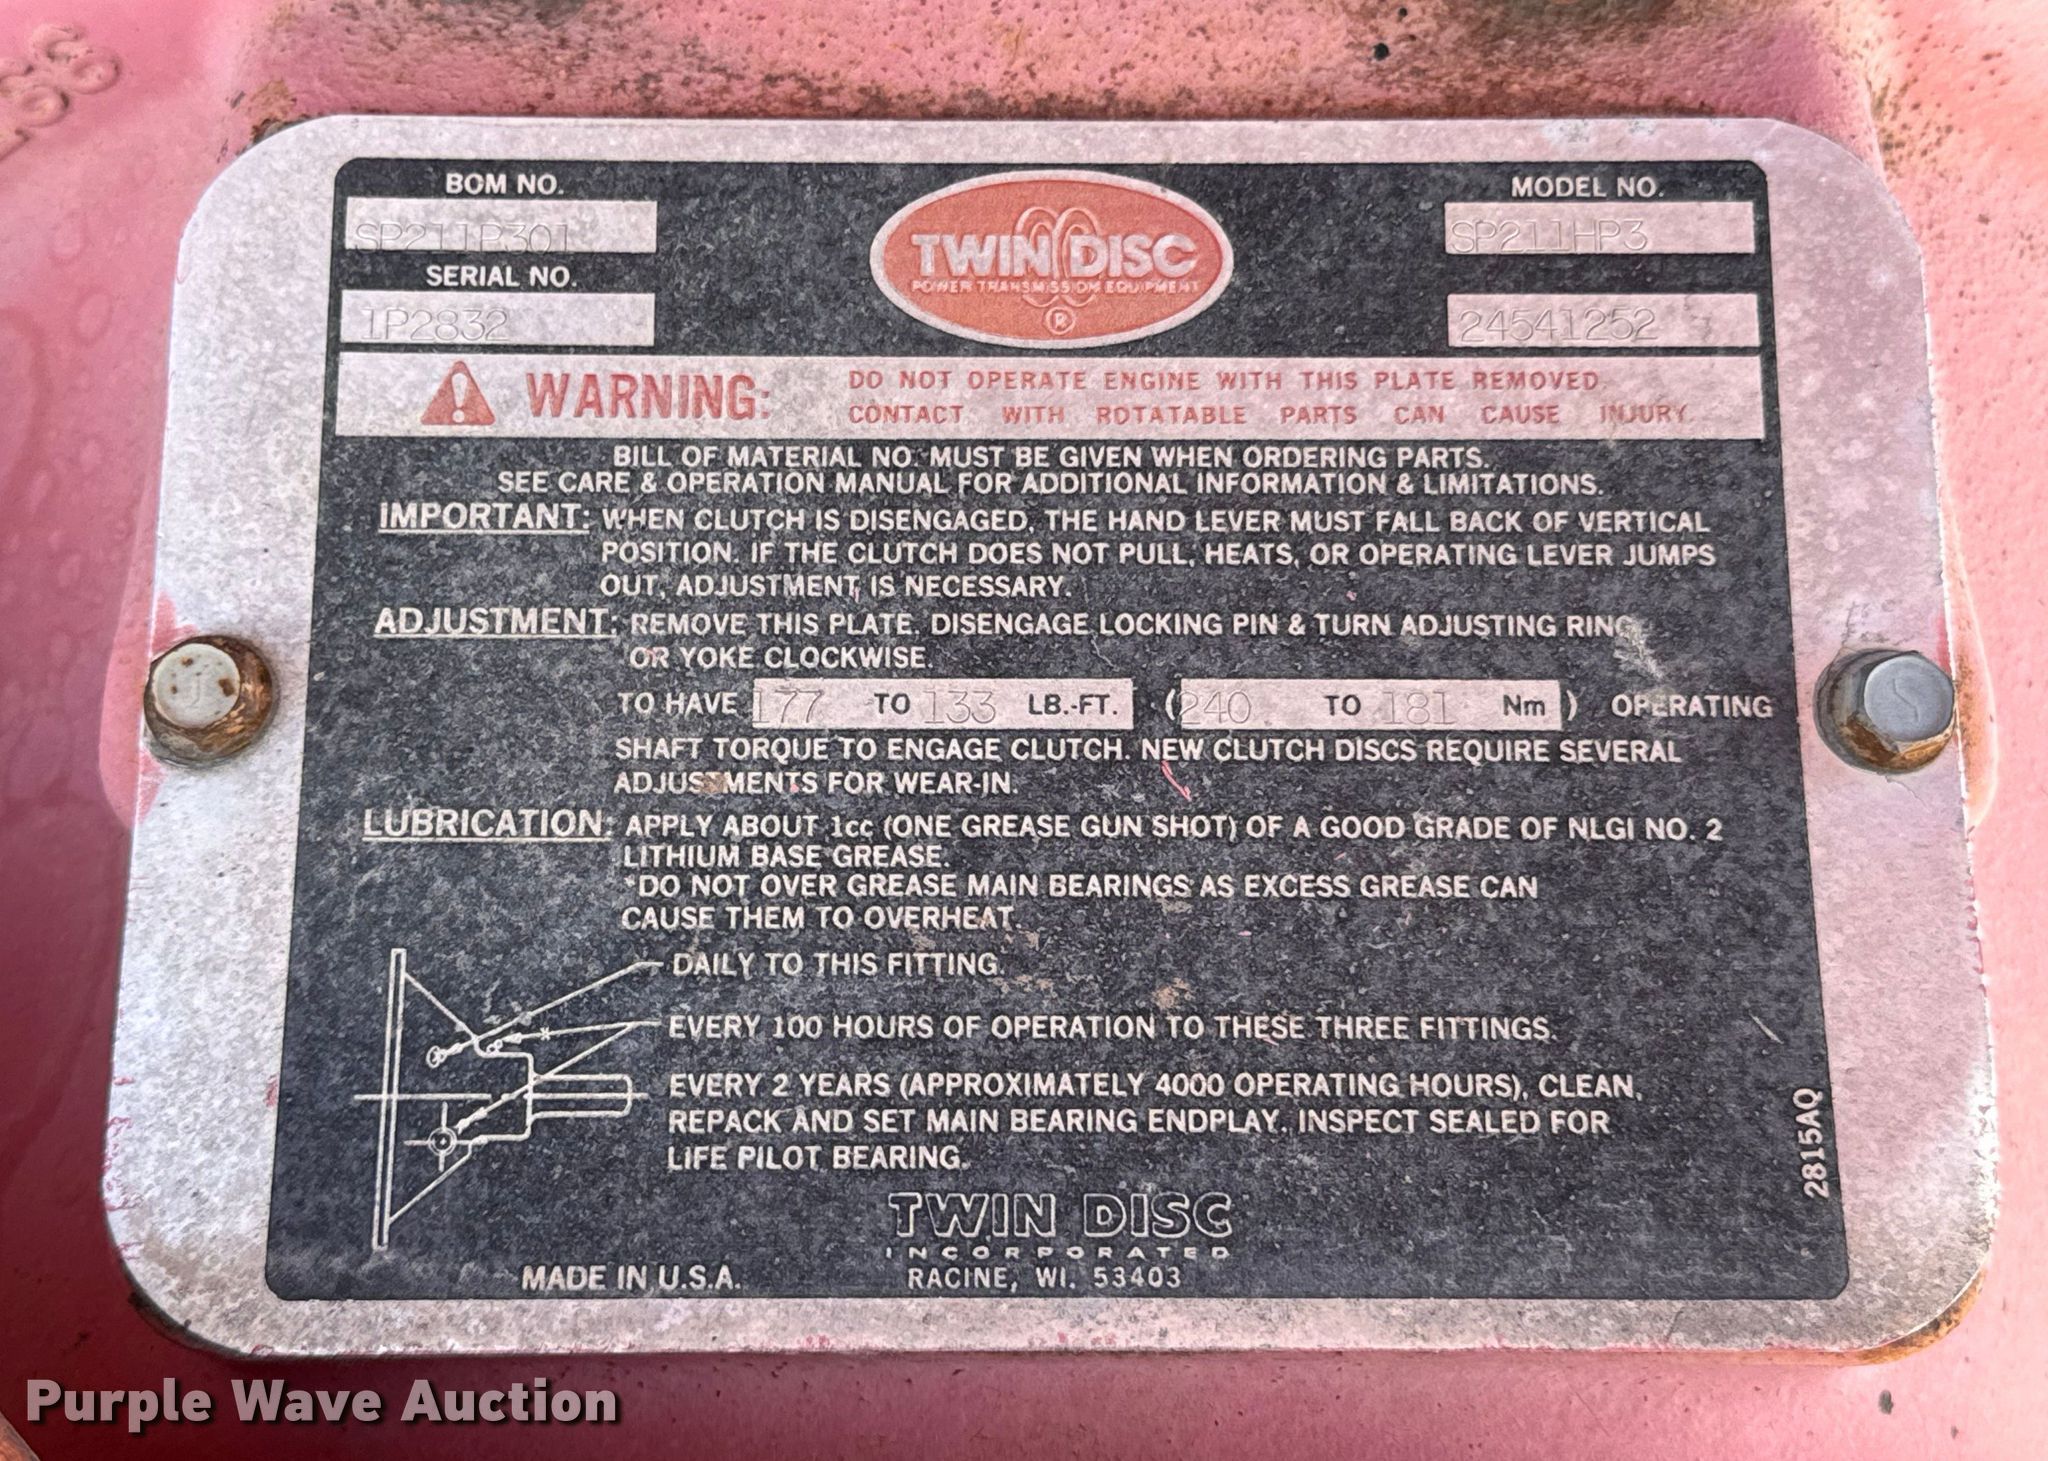 BOM NO.
SP211P301
SERIAL NO.
1P2832
TWIN DISC
POWER TRANSMISSION EQUIPMENT
®
MODEL NO.
SP211HP3
24541252
WARNING:
DO NOT OPERATE ENGINE WITH THIS PLATE REMOVED.
CONTACT WITH ROTATABLE PARTS CAN CAUSE INJURY
BILL OF MATERIAL NO. MUST BE GIVEN WHEN ORDERING PARTS.
SEE CARE & OPERATION MANUAL FOR ADDITIONAL INFORMATION & LIMITATIONS.
IMPORTANT: WHEN CLUTCH IS DISENGAGED, THE HAND LEVER MUST FALL BACK OF VERTICAL
POSITION. IF THE CLUTCH DOES NOT PULL, HEATS, OR OPERATING LEVER JUMPS
OUT, ADJUSTMENT IS NECESSARY.
ADJUSTMENT: REMOVE THIS PLATE. DISENGAGE LOCKING PIN & TURN ADJUSTING RING
OR YOKE CLOCKWISE.
TO HAVE 177 TO 133 LB.-FT. (240 TO 181 Nm) OPERATING
SHAFT TORQUE TO ENGAGE CLUTCH. NEW CLUTCH DISCS REQUIRE SEVERAL
ADJUSTMENTS FOR WEAR-IN.
LUBRICATION: APPLY ABOUT 1cc (ONE GREASE GUN SHOT) OF A GOOD GRADE OF NLGI NO. 2
LITHIUM BASE GREASE.
*DO NOT OVER GREASE MAIN BEARINGS AS EXCESS GREASE CAN
CAUSE THEM TO OVERHEAT.
DAILY TO THIS FITTING.
EVERY 100 HOURS OF OPERATION TO THESE THREE FITTINGS.
EVERY 2 YEARS (APPROXIMATELY 4000 OPERATING HOURS), CLEAN,
REPACK AND SET MAIN BEARING ENDPLAY. INSPECT SEALED FOR
LIFE PILOT BEARING.
2815AQ
TWIN DISC
INCORPORATED
MADE IN U.S.A. RACINE, WI. 53403
Purple Wave Auction